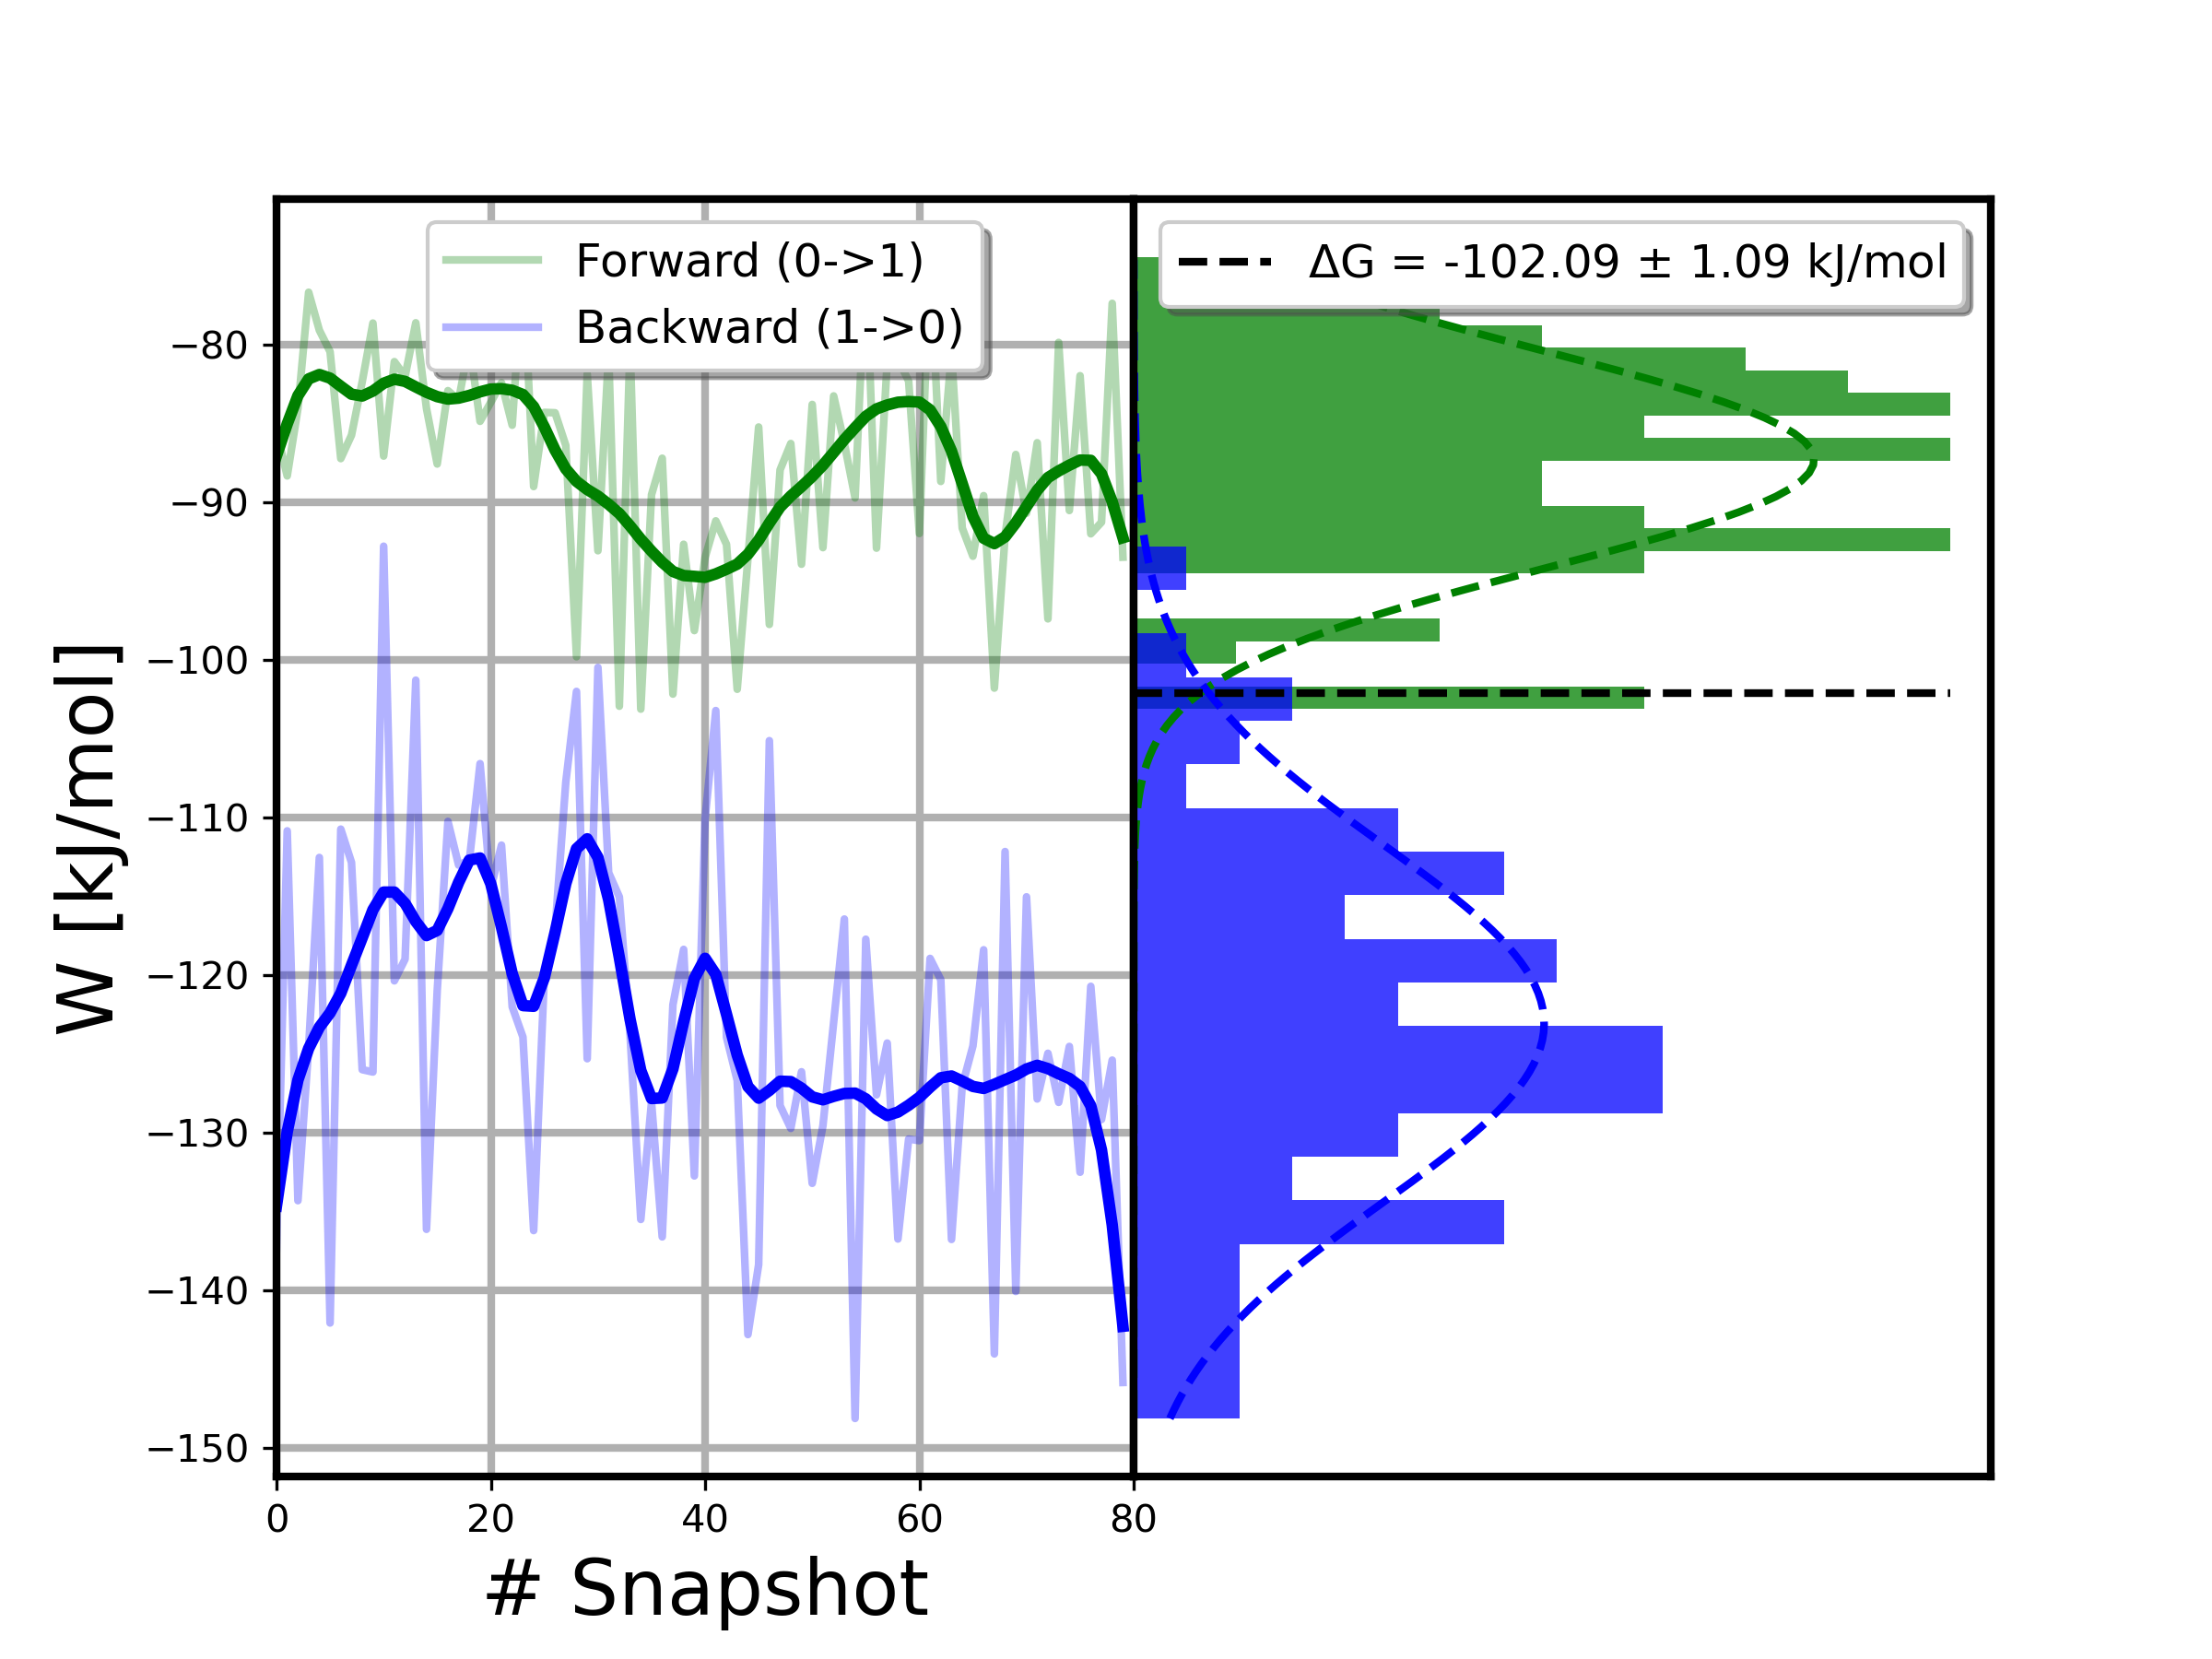 Forward (0->1)
Backward (1->0)
ΔG = -102.09 ± 1.09 kJ/mol
W [kJ/mol]
−80
−90
−100
−110
−120
−130
−140
−150
0 20 40 60 80
# Snapshot